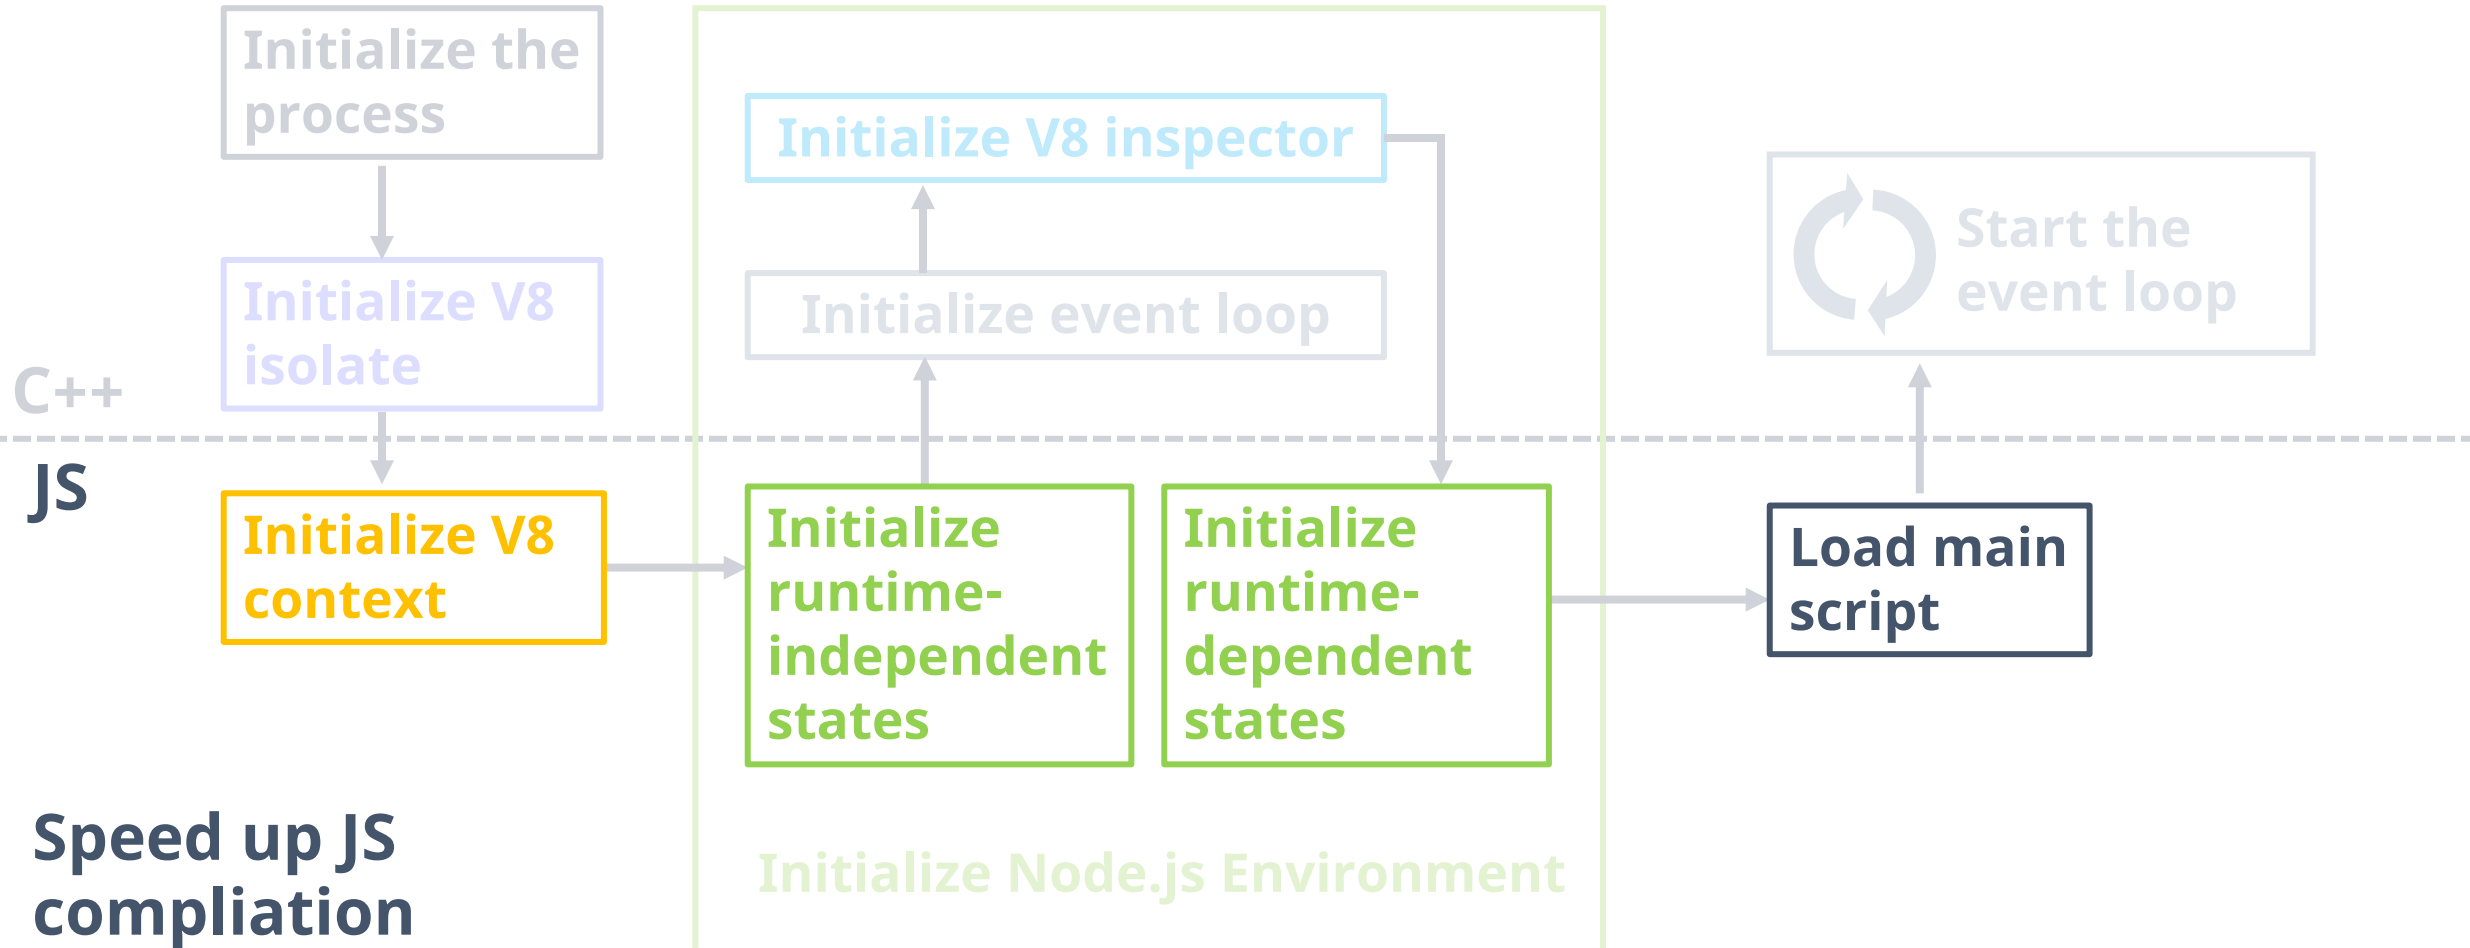 Initialize the
process
Initialize V8
isolate
C++
JS
Initialize V8
context
Initialize V8 inspector
Initialize event loop
Initialize
runtime-
independent
states
Initialize
runtime-
dependent
states
Initialize Node.js Environment
Start the
event loop
Load main
script
Speed up JS
compliation